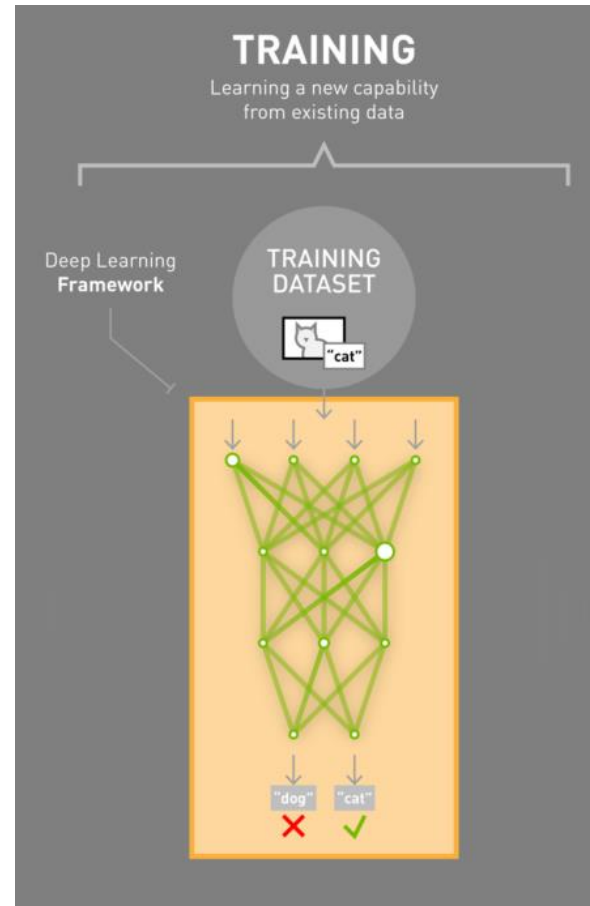 TRAINING
Learning a new capability
from existing data
Deep Learning
Framework
TRAINING
DATASET
"cat"
"dog" "cat"